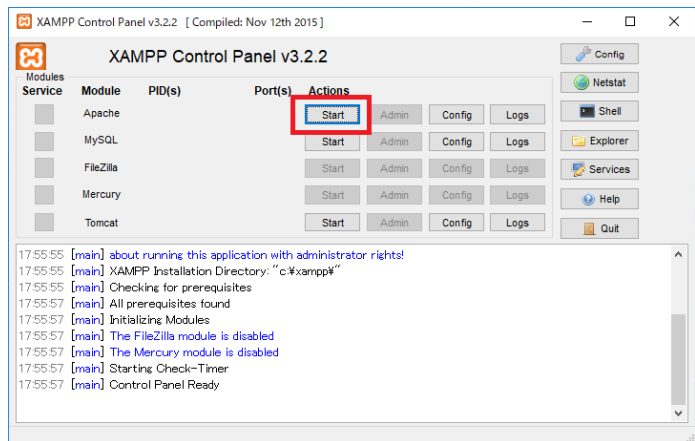 XAMPP Control Panel v3.2.2 [ Compiled: Nov 12th 2015 ]
XAMPP Control Panel v3.2.2
Config
Modules
Service Module PID(s) Port(s) Actions
Netstat
Apache Start Admin Config Logs
Shell
MySQL Start Admin Config Logs
Explorer
FileZilla Start Admin Config Logs
Services
Mercury Start Admin Config Logs
Help
Tomcat Start Admin Config Logs
Quit
17:55:55 [main] about running this application with administrator rights!
17:55:55 [main] XAMPP Installation Directory: "c:¥xampp¥"
17:55:55 [main] Checking for prerequisites
17:55:57 [main] All prerequisites found
17:55:57 [main] Initializing Modules
17:55:57 [main] The FileZilla module is disabled
17:55:57 [main] The Mercury module is disabled
17:55:57 [main] Starting Check-Timer
17:55:57 [main] Control Panel Ready